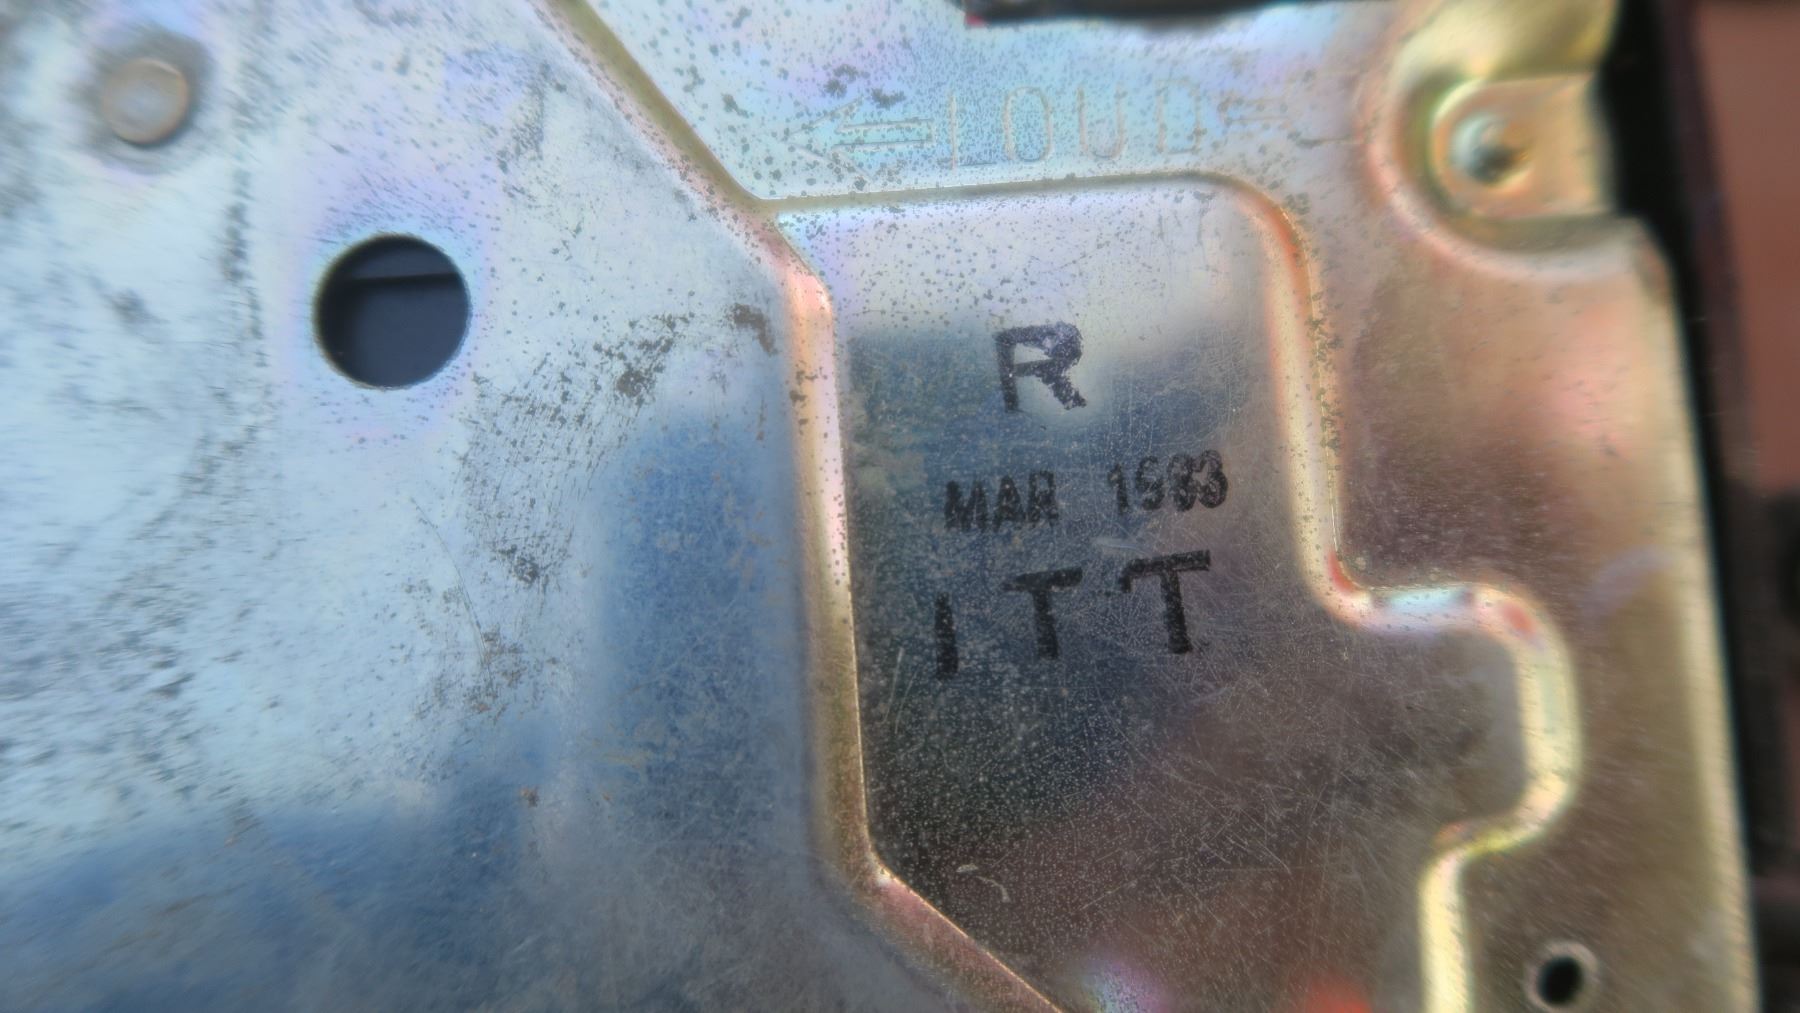 ⇐ LOUD ⇐
R
MAR 1983
ITT